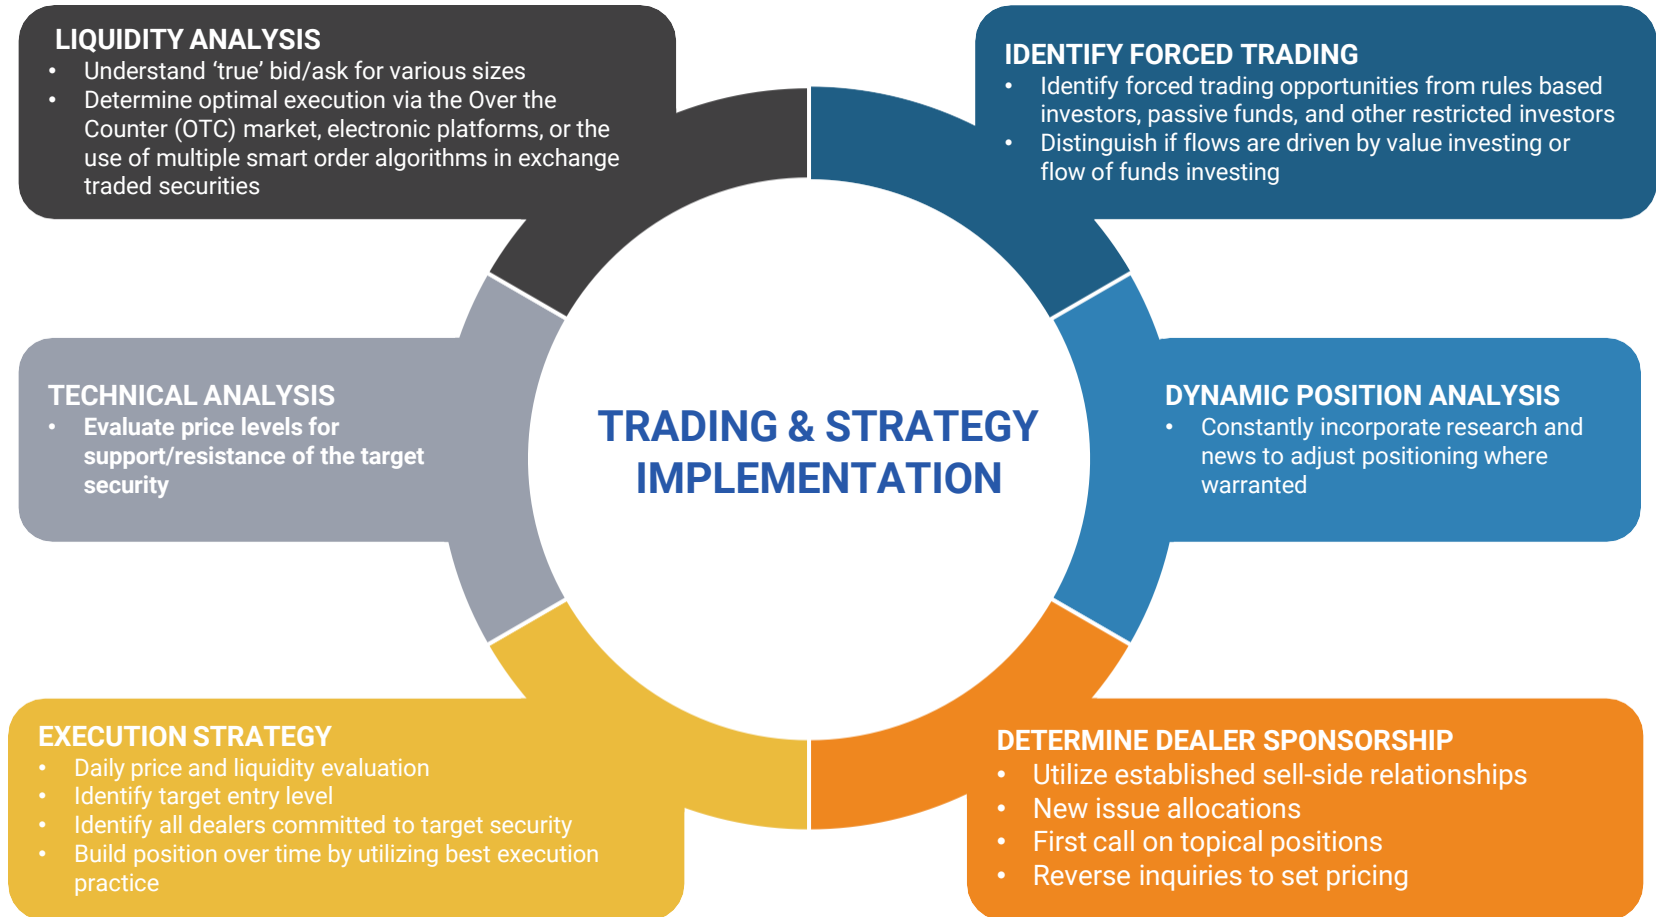 LIQUIDITY ANALYSIS
• Understand ‘true’ bid/ask for various sizes
• Determine optimal execution via the Over the
Counter (OTC) market, electronic platforms, or the
use of multiple smart order algorithms in exchange
traded securities
IDENTIFY FORCED TRADING
• Identify forced trading opportunities from rules based
investors, passive funds, and other restricted investors
• Distinguish if flows are driven by value investing or
flow of funds investing
TECHNICAL ANALYSIS
• Evaluate price levels for
support/resistance of the target
security
TRADING & STRATEGY
IMPLEMENTATION
DYNAMIC POSITION ANALYSIS
• Constantly incorporate research and
news to adjust positioning where
warranted
EXECUTION STRATEGY
• Daily price and liquidity evaluation
• Identify target entry level
• Identify all dealers committed to target security
• Build position over time by utilizing best execution
practice
DETERMINE DEALER SPONSORSHIP
• Utilize established sell-side relationships
• New issue allocations
• First call on topical positions
• Reverse inquiries to set pricing